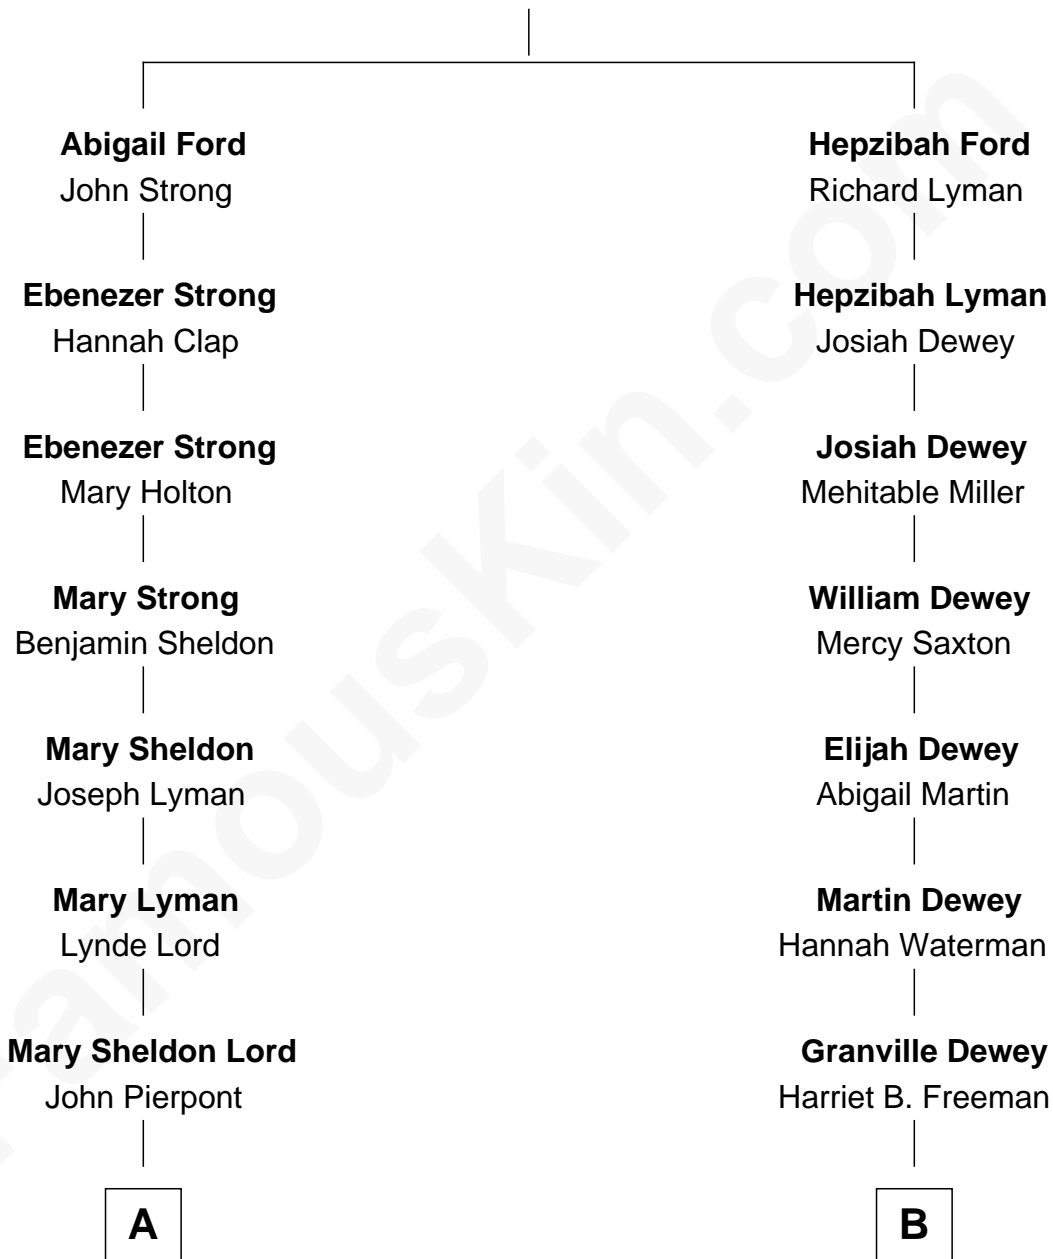 Abigail Ford
John Strong
Ebenezer Strong
Hannah Clap
Ebenezer Strong
Mary Holton
Mary Strong
Benjamin Sheldon
Mary Sheldon
Joseph Lyman
Mary Lyman
Lynde Lord
Mary Sheldon Lord
John Pierpont
A
Hepzibah Ford
Richard Lyman
Hepzibah Lyman
Josiah Dewey
Josiah Dewey
Mehitable Miller
William Dewey
Mercy Saxton
Elijah Dewey
Abigail Martin
Martin Dewey
Hannah Waterman
Granville Dewey
Harriet B. Freeman
B
FamousKin.com